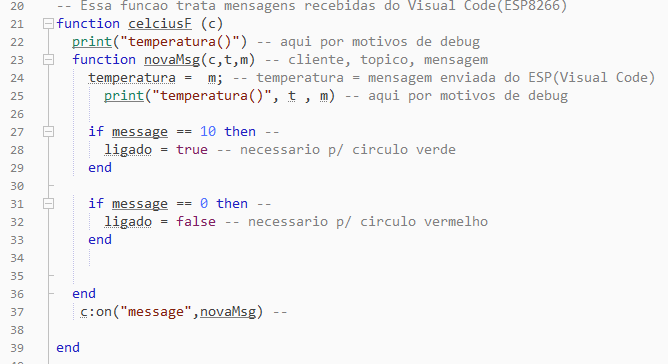 20 -- Essa funcao trata mensagens recebidas do Visual Code(ESP8266)
21 function celciusF (c)
22 print("temperatura()") -- aqui por motivos de debug
23 function novaMsg(c,t,m) -- cliente, topico, mensagem
24 temperatura = m; -- temperatura = mensagem enviada do ESP(Visual Code)
25 print("temperatura()", t , m) -- aqui por motivos de debug
26
27 if message == 10 then --
28 ligado = true -- necessario p/ circulo verde
29 end
30
31 if message == 0 then --
32 ligado = false -- necessario p/ circulo vermelho
33 end
34
35
36 end
37 c:on("message",novaMsg) --
38
39 end